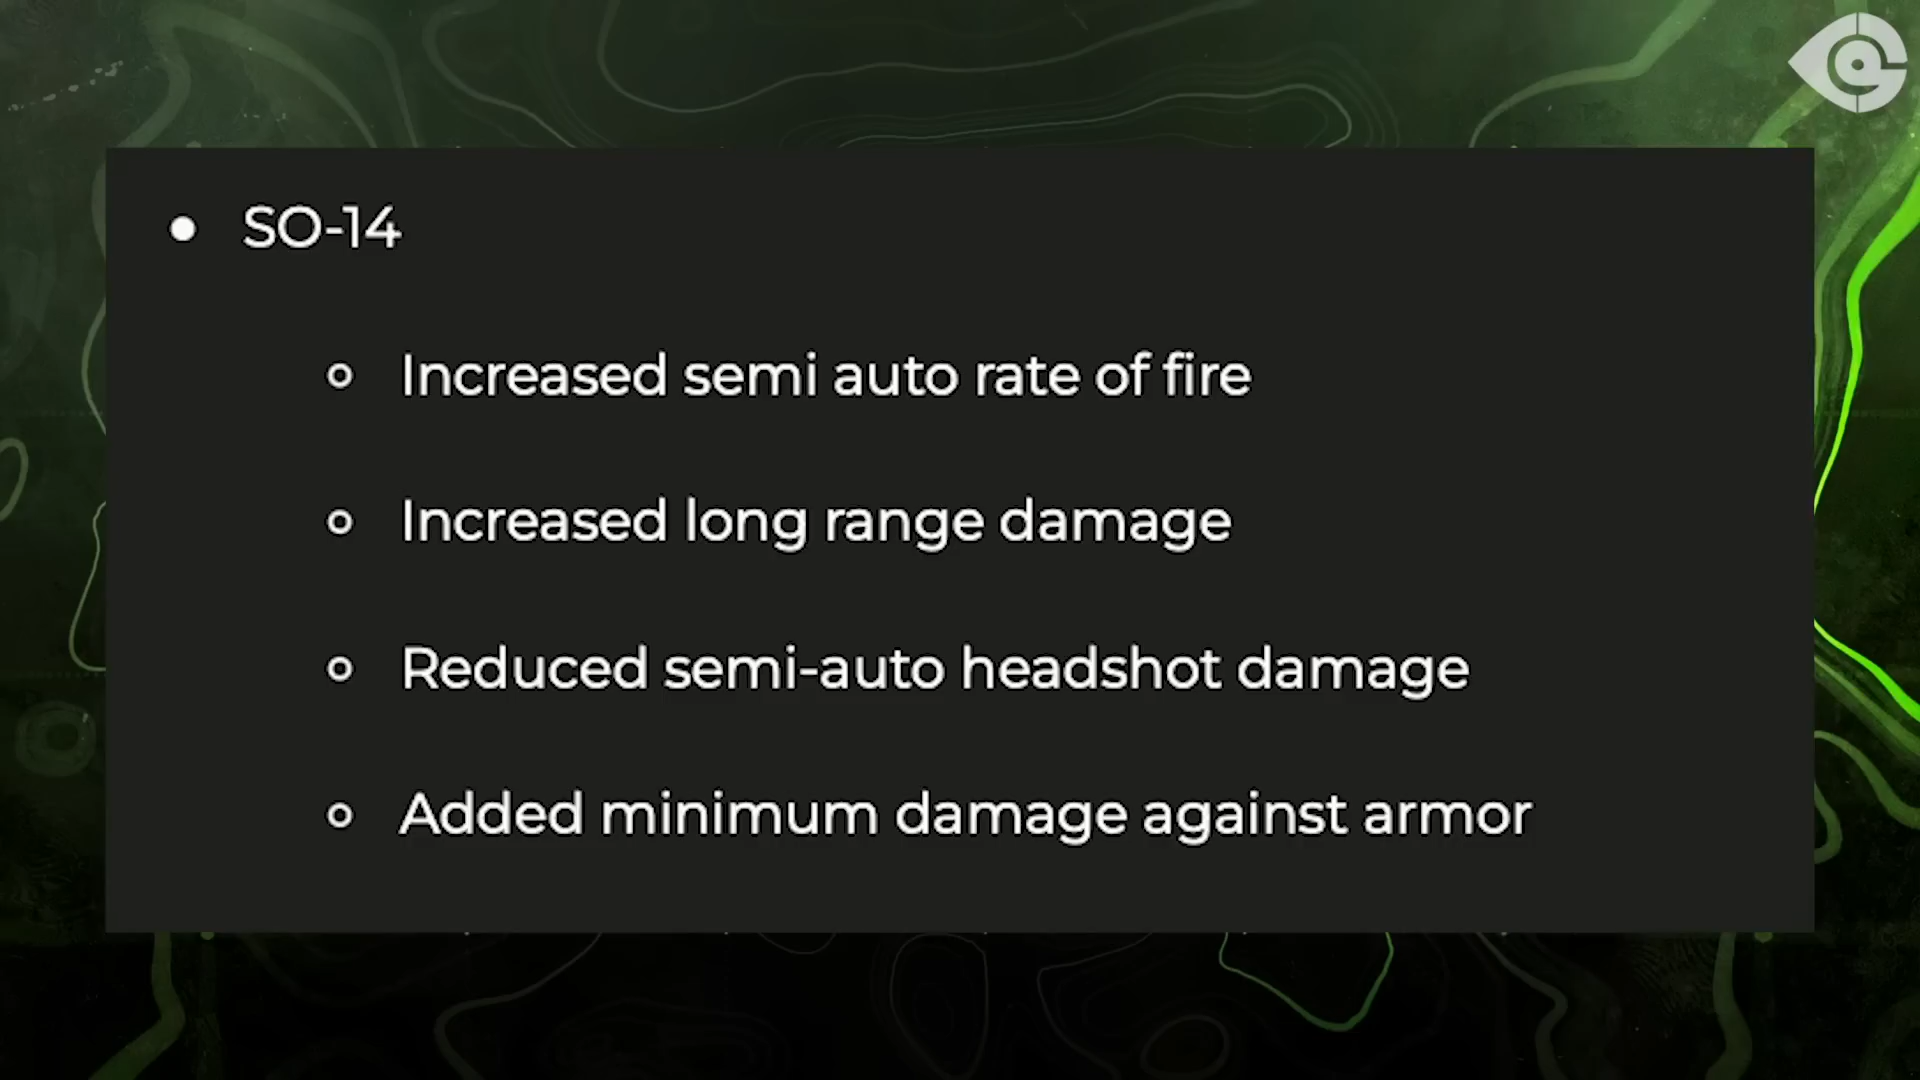 SO-14
Increased semi auto rate of fire
Increased long range damage
Reduced semi-auto headshot damage
Added minimum damage against armor